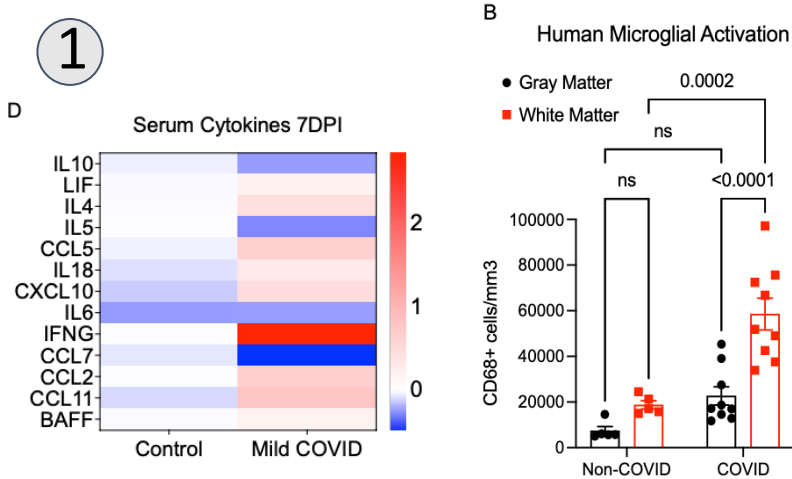 1
D
Serum Cytokines 7DPI
IL10
LIF
IL4
IL5
CCL5
IL18
CXCL10
IL6
IFNG
CCL7
CCL2
CCL11
BAFF
Control
Mild COVID
2
1
0
B
Human Microglial Activation
Gray Matter
White Matter
0.0002
ns
ns
<0.0001
CD68+ cells/mm3
100000
80000
60000
40000
20000
0
Non-COVID
COVID